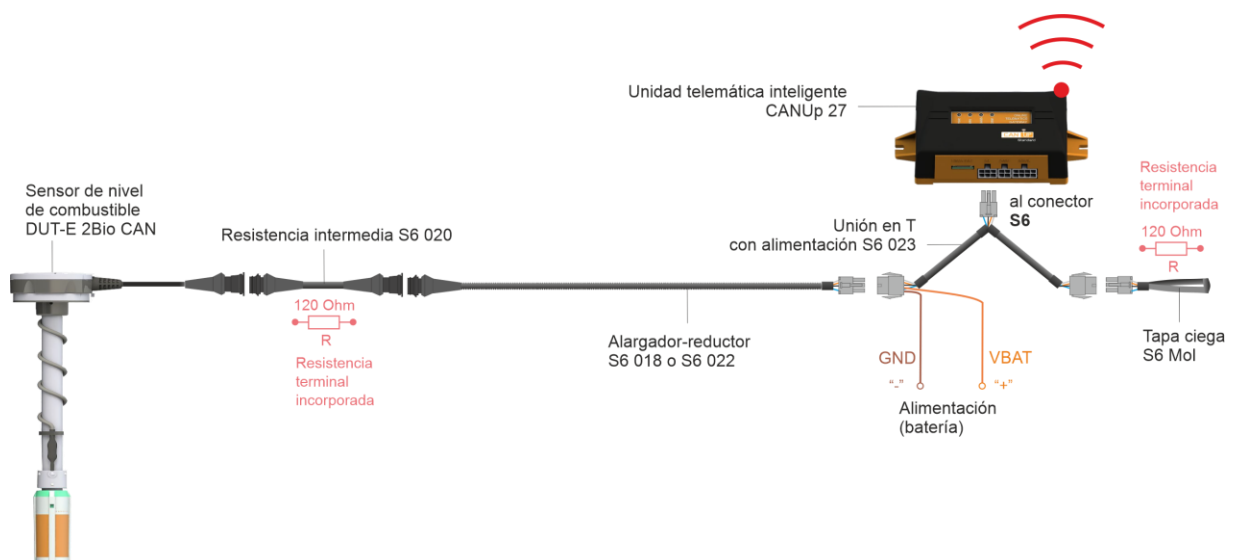 Unidad telemática inteligente
CANUp 27
Sensor de nivel
de combustible
DUT-E 2Bio CAN
Resistencia intermedia S6 020
120 Ohm
R
Resistencia
terminal
incorporada
Alargador-reductor
S6 018 o S6 022
Unión en T
con alimentación S6 023
al conector
S6
Resistencia
terminal
incorporada
120 Ohm
R
Tapa ciega
S6 Mol
GND
VBAT
"-"
"+"
Alimentación
(batería)